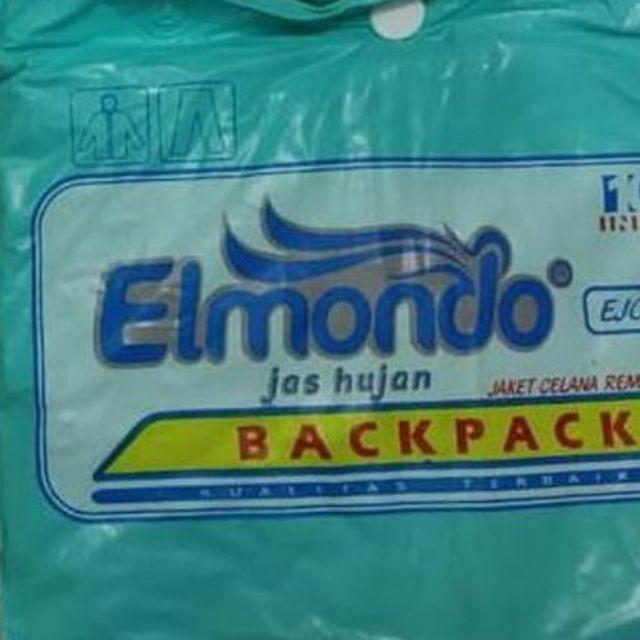 Elmondo®
jas hujan
JAKET CELANA
BACKPACK
KUALITAS TERBAIK